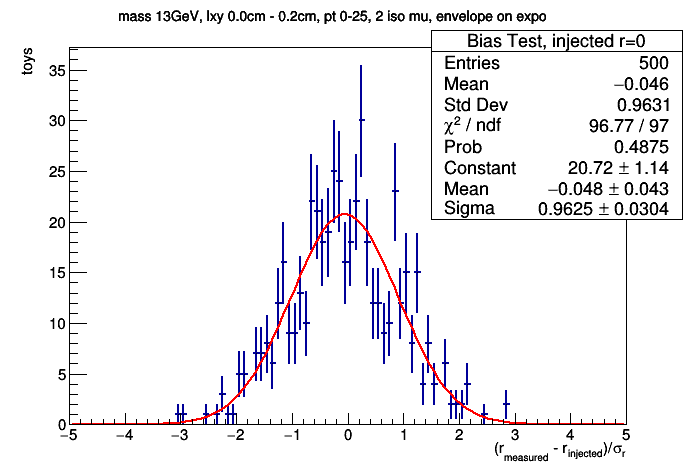 mass 13GeV, lxy 0.0cm - 0.2cm, pt 0-25, 2 iso mu, envelope on expo
Bias Test, injected r=0
Entries 500
Mean −0.046
Std Dev 0.9631
χ² / ndf 96.77 / 97
Prob 0.4875
Constant 20.72 ± 1.14
Mean −0.048 ± 0.043
Sigma 0.9625 ± 0.0304
toys
35
30
25
20
15
10
5
0
−5 −4 −3 −2 −1 0 1 2 3 4 5
(r_measured - r_injected)/σ_r